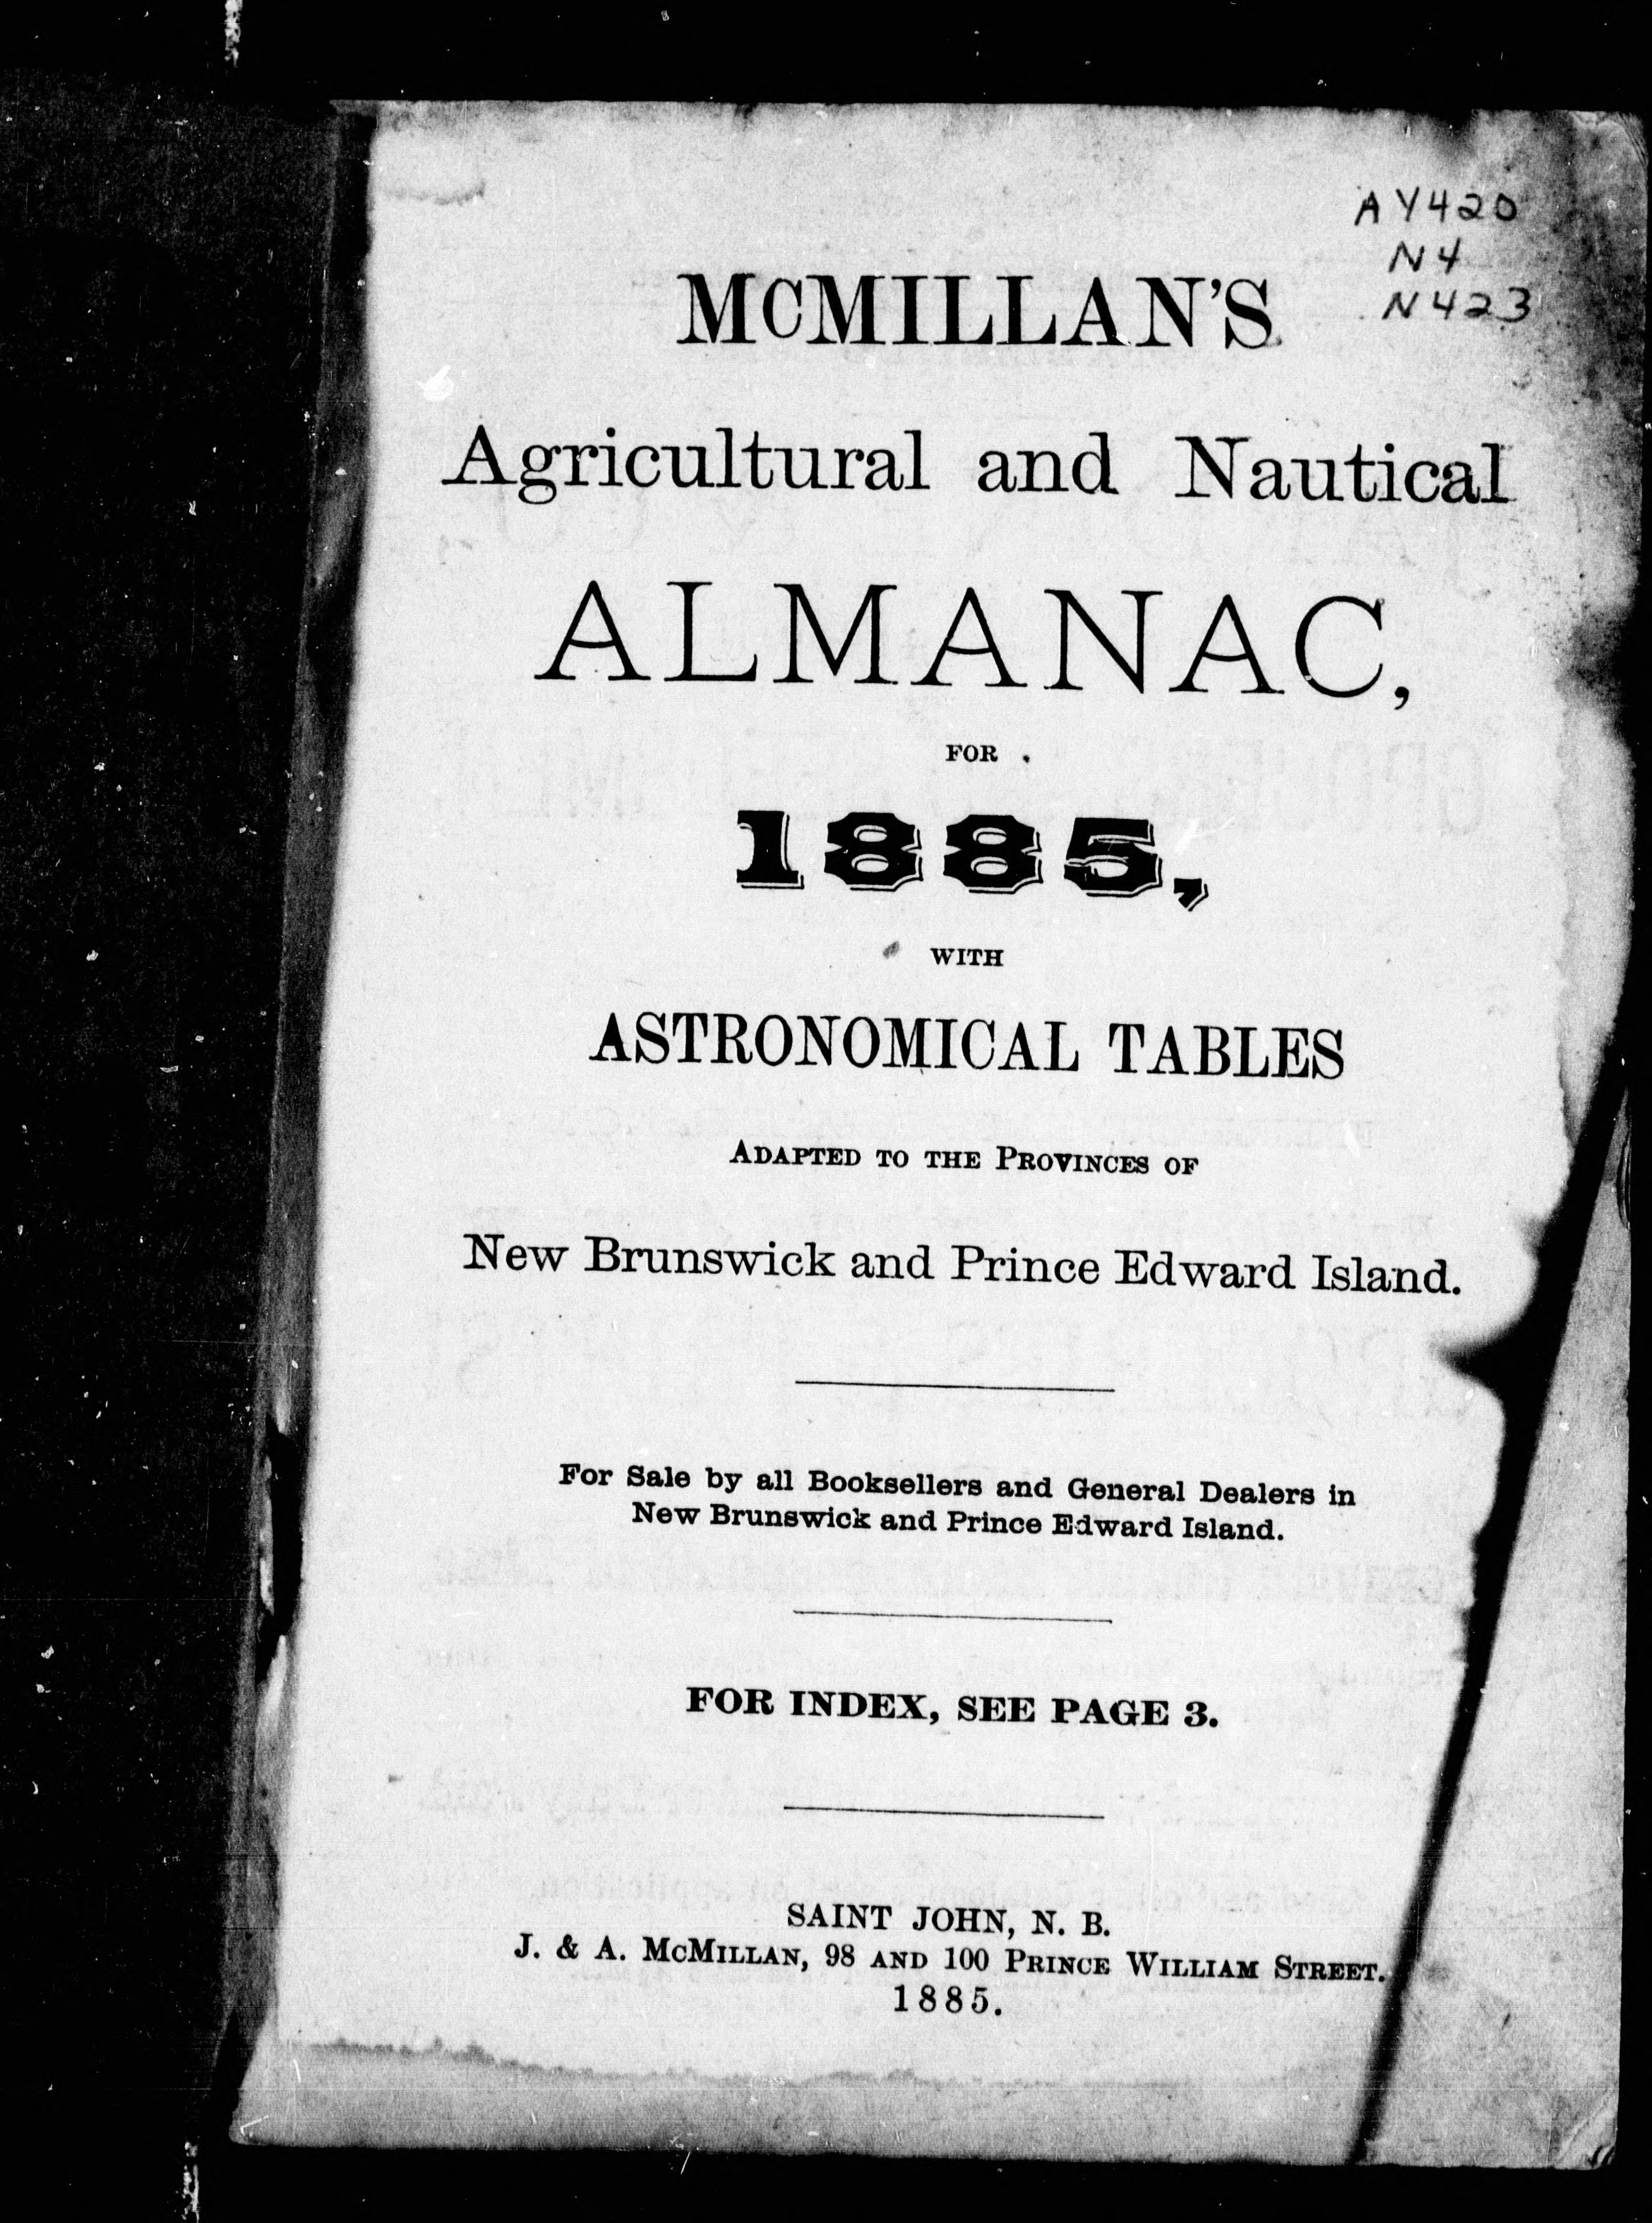 AY420
N4
N423
MCMILLAN'S
Agricultural and Nautical
ALMANAC,
FOR
1885,
WITH
ASTRONOMICAL TABLES
ADAPTED TO THE PROVINCES OF
New Brunswick and Prince Edward Island.
For Sale by all Booksellers and General Dealers in
New Brunswick and Prince Edward Island.
FOR INDEX, SEE PAGE 3.
SAINT JOHN, N. B.
J. & A. MCMILLAN, 98 AND 100 PRINCE WILLIAM STREET.
1885.